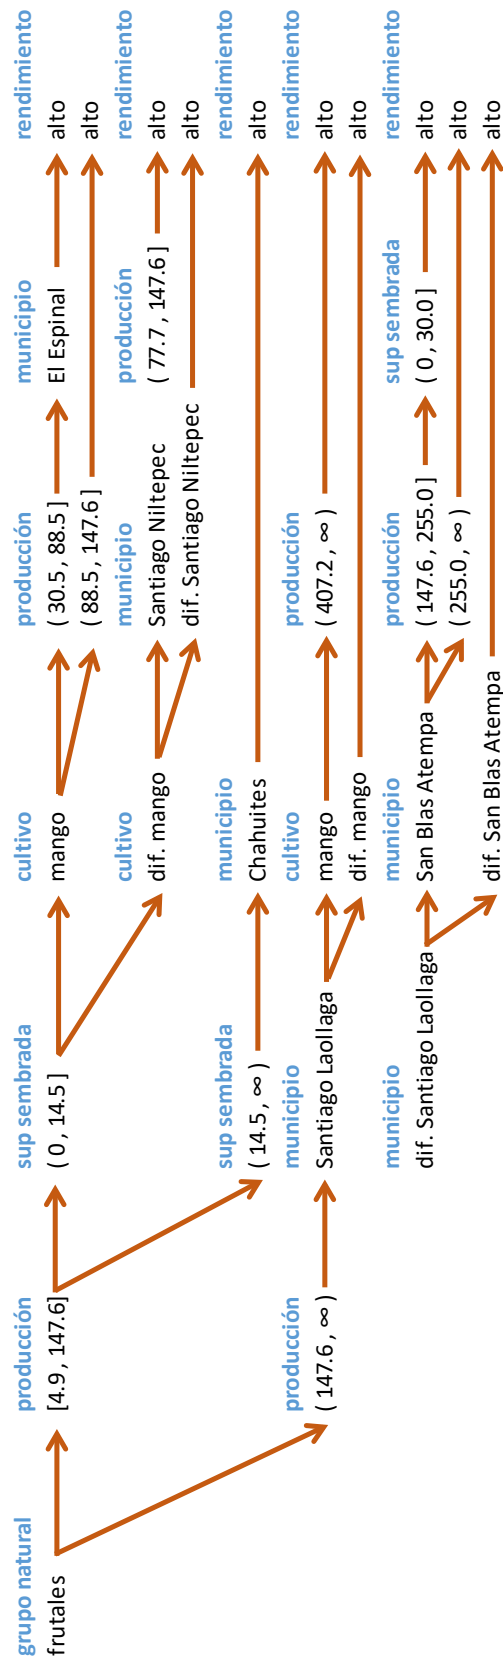 grupo natural producción sup sembrada cultivo producción municipio rendimiento
frutales [4.9 , 147.6] ( 0 , 14.5 ] mango ( 30.5 , 88.5 ] El Espinal alto
(88.5 , 147.6 ] alto
cultivo municipio producción rendimiento
dif. mango Santiago Niltepec ( 77.7 , 147.6 ] alto
dif. Santiago Niltepec alto
sup sembrada municipio rendimiento
( 14.5 , ∞ ) Chahuites alto
producción municipio cultivo producción rendimiento
( 147.6 , ∞ ) Santiago Laollaga mango ( 407.2 , ∞ ) alto
dif. mango alto
municipio municipio producción sup sembrada rendimiento
dif. Santiago Laollaga San Blas Atempa (147.6 , 255.0 ] ( 0 , 30.0 ] alto
(255.0 , ∞ ) alto
dif. San Blas Atempa alto